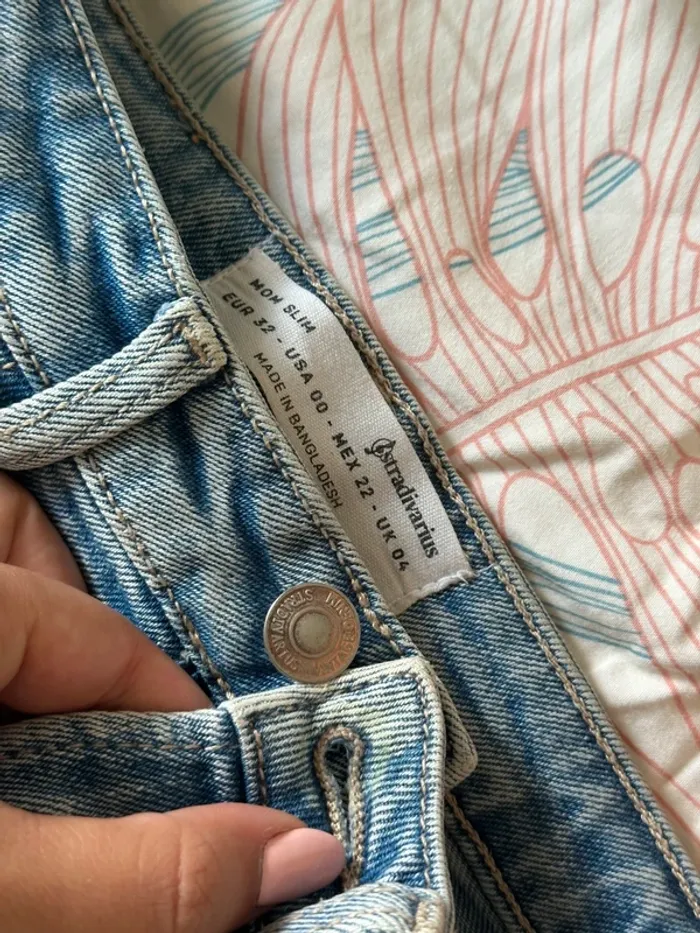 MOM SLIM
EUR 32 - USA 00 - MEX 22 - UK 04
MADE IN BANGLADESH
Stradivarius